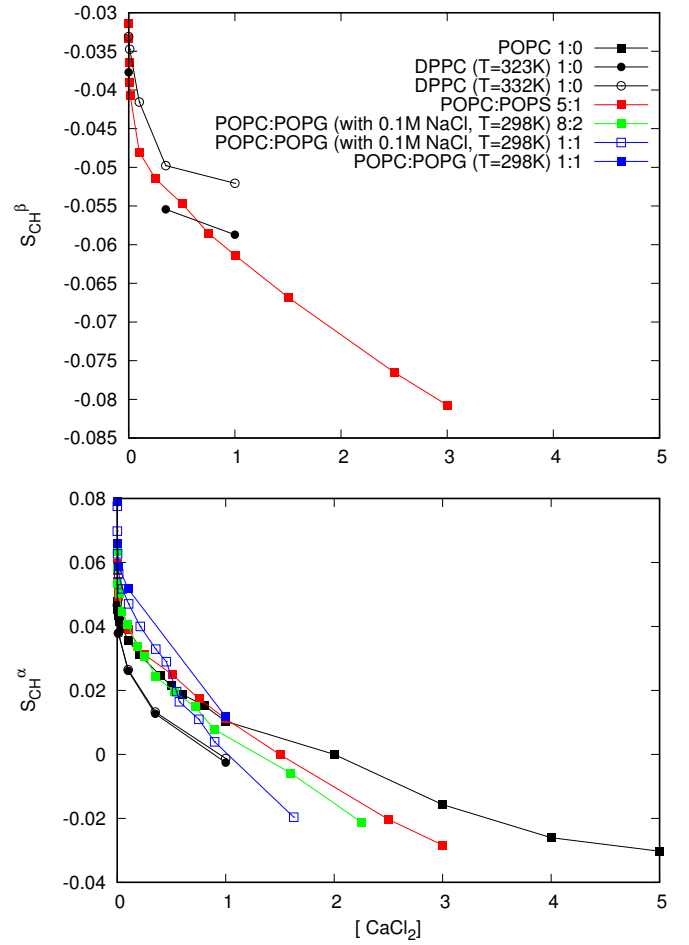 -0.03
-0.035
-0.04
-0.045
-0.05
-0.055
-0.06
-0.065
-0.07
-0.075
-0.08
-0.085
S_CH^β
POPC 1:0
DPPC (T=323K) 1:0
DPPC (T=332K) 1:0
POPC:POPS 5:1
POPC:POPG (with 0.1M NaCl, T=298K) 8:2
POPC:POPG (with 0.1M NaCl, T=298K) 1:1
POPC:POPG (T=298K) 1:1
0 1 2 3 4 5
0.08
0.06
0.04
0.02
0
-0.02
-0.04
S_CH^α
0 1 2 3 4 5
[ CaCl₂]